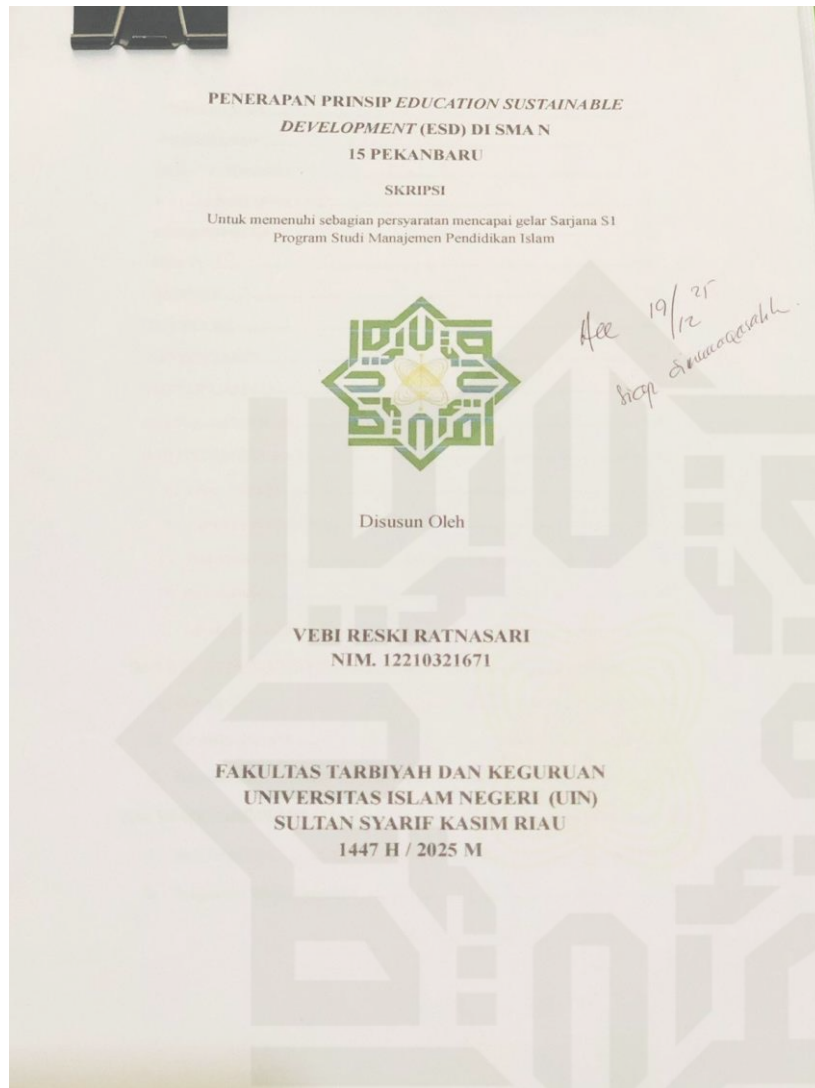 PENERAPAN PRINSIP EDUCATION SUSTAINABLE
DEVELOPMENT (ESD) DI SMA N
15 PEKANBARU
SKRIPSI
Untuk memenuhi sebagian persyaratan mencapai gelar Sarjana S1
Program Studi Manajemen Pendidikan Islam
19/12 25
Siap dimunaqasahkan
Disusun Oleh
VEBI RESKI RATNASARI
NIM. 12210321671
FAKULTAS TARBIYAH DAN KEGURUAN
UNIVERSITAS ISLAM NEGERI (UIN)
SULTAN SYARIF KASIM RIAU
1447 H / 2025 M